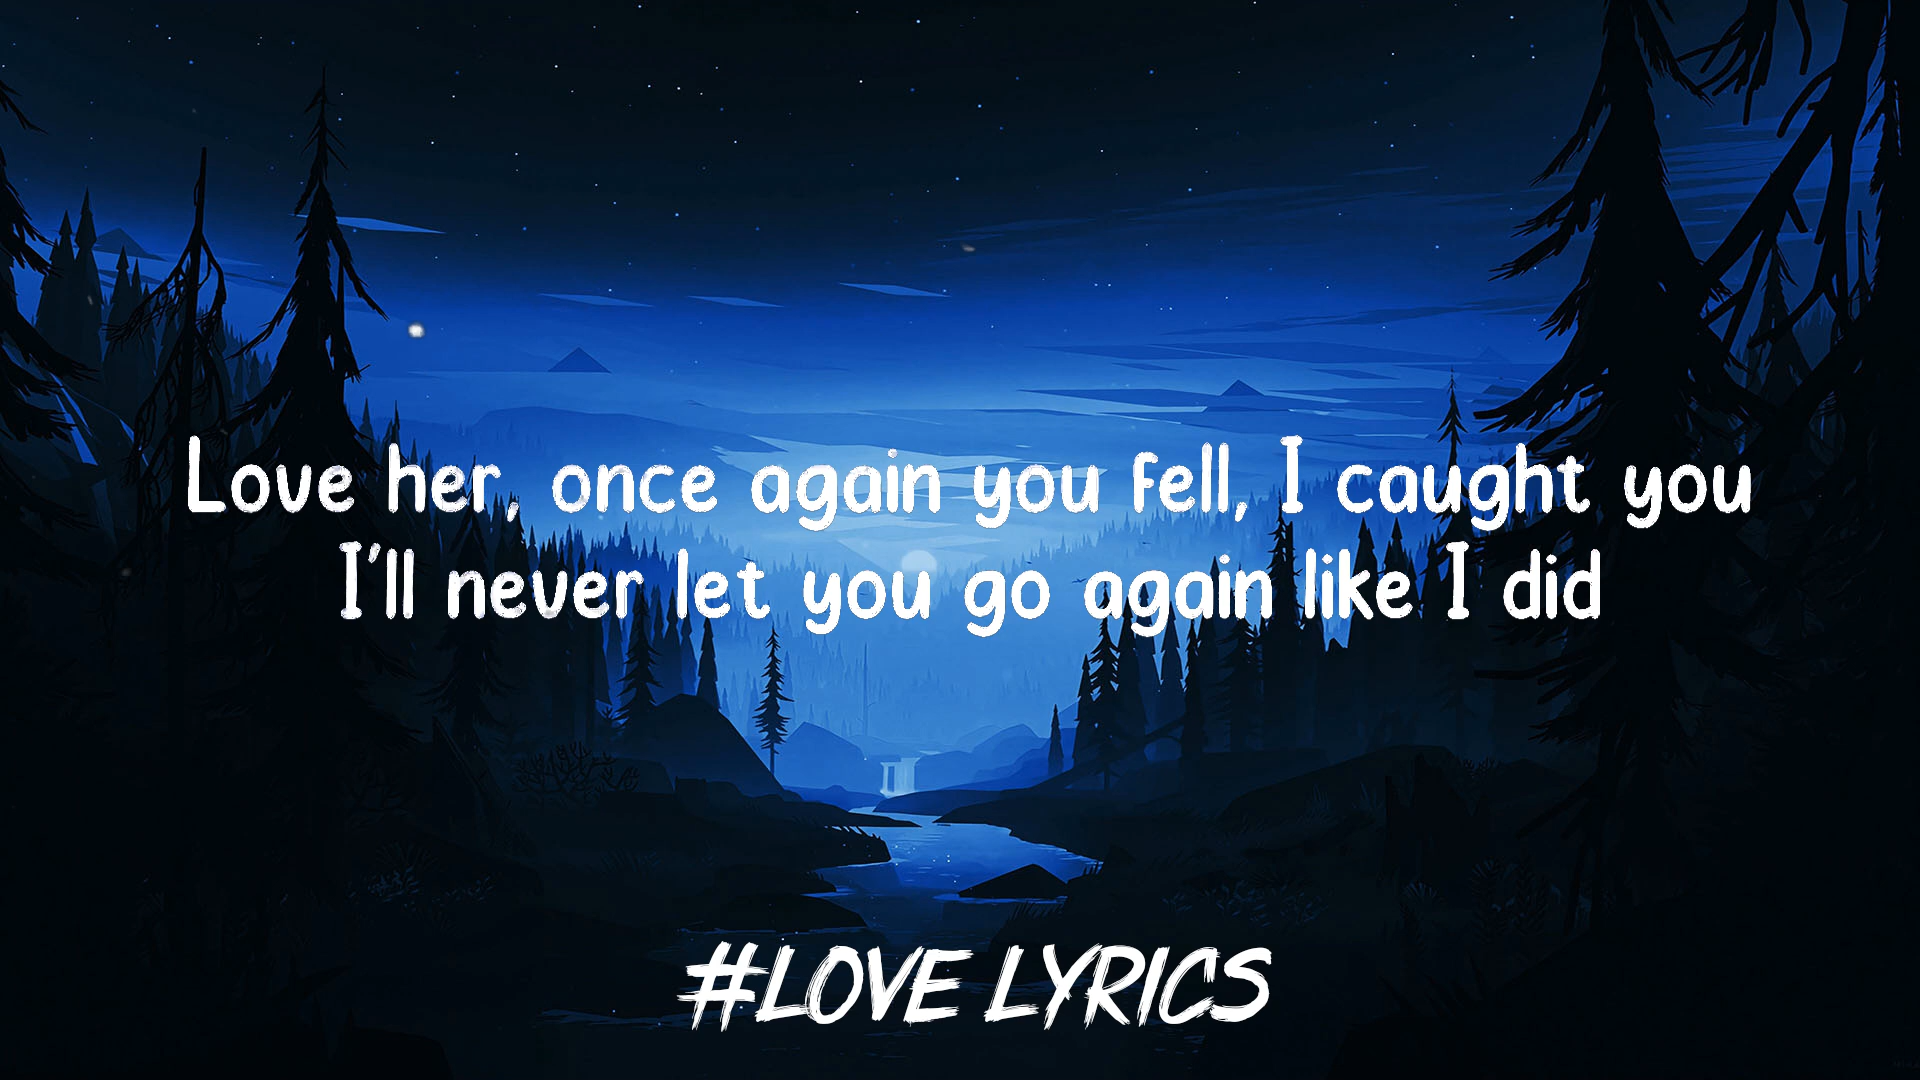 Love her, once again you fell, I caught you
I'll never let you go again like I did
#LOVE LYRICS